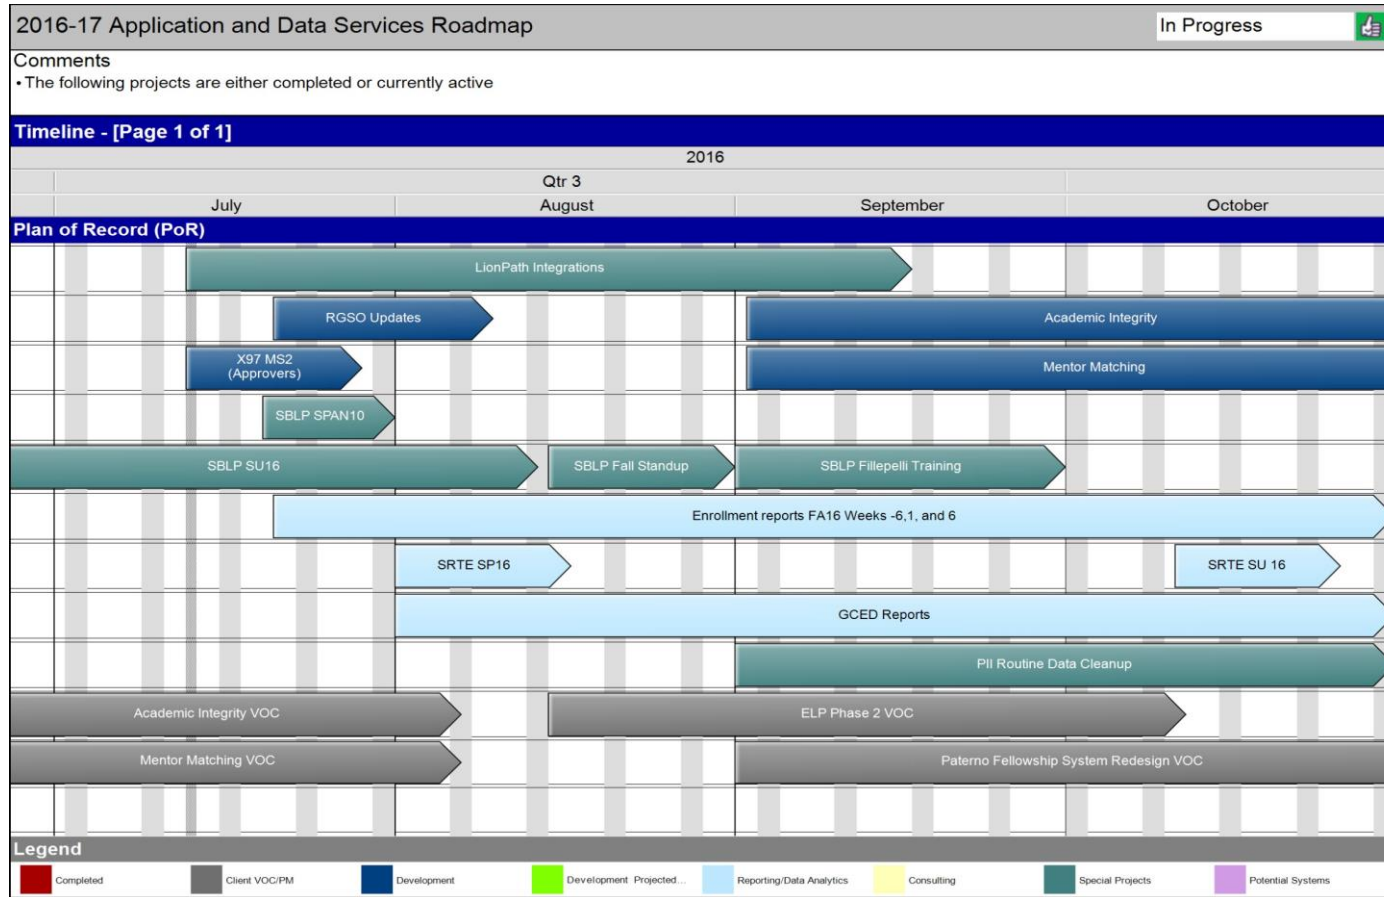 2016-17 Application and Data Services Roadmap
In Progress
Comments
• The following projects are either completed or currently active
Timeline - [Page 1 of 1]
2016
Qtr 3
July August September October
Plan of Record (PoR)
LionPath Integrations
RGSO Updates
Academic Integrity
X97 MS2
(Approvers)
Mentor Matching
SBLP SPAN10
SBLP SU16
SBLP Fall Standup
SBLP Fillepelli Training
Enrollment reports FA16 Weeks -6,1, and 6
SRTE SP16
SRTE SU 16
GCED Reports
PII Routine Data Cleanup
Academic Integrity VOC
ELP Phase 2 VOC
Mentor Matching VOC
Paterno Fellowship System Redesign VOC
Legend
Completed
Client VOC/PM
Development
Development Projected...
Reporting/Data Analytics
Consulting
Special Projects
Potential Systems